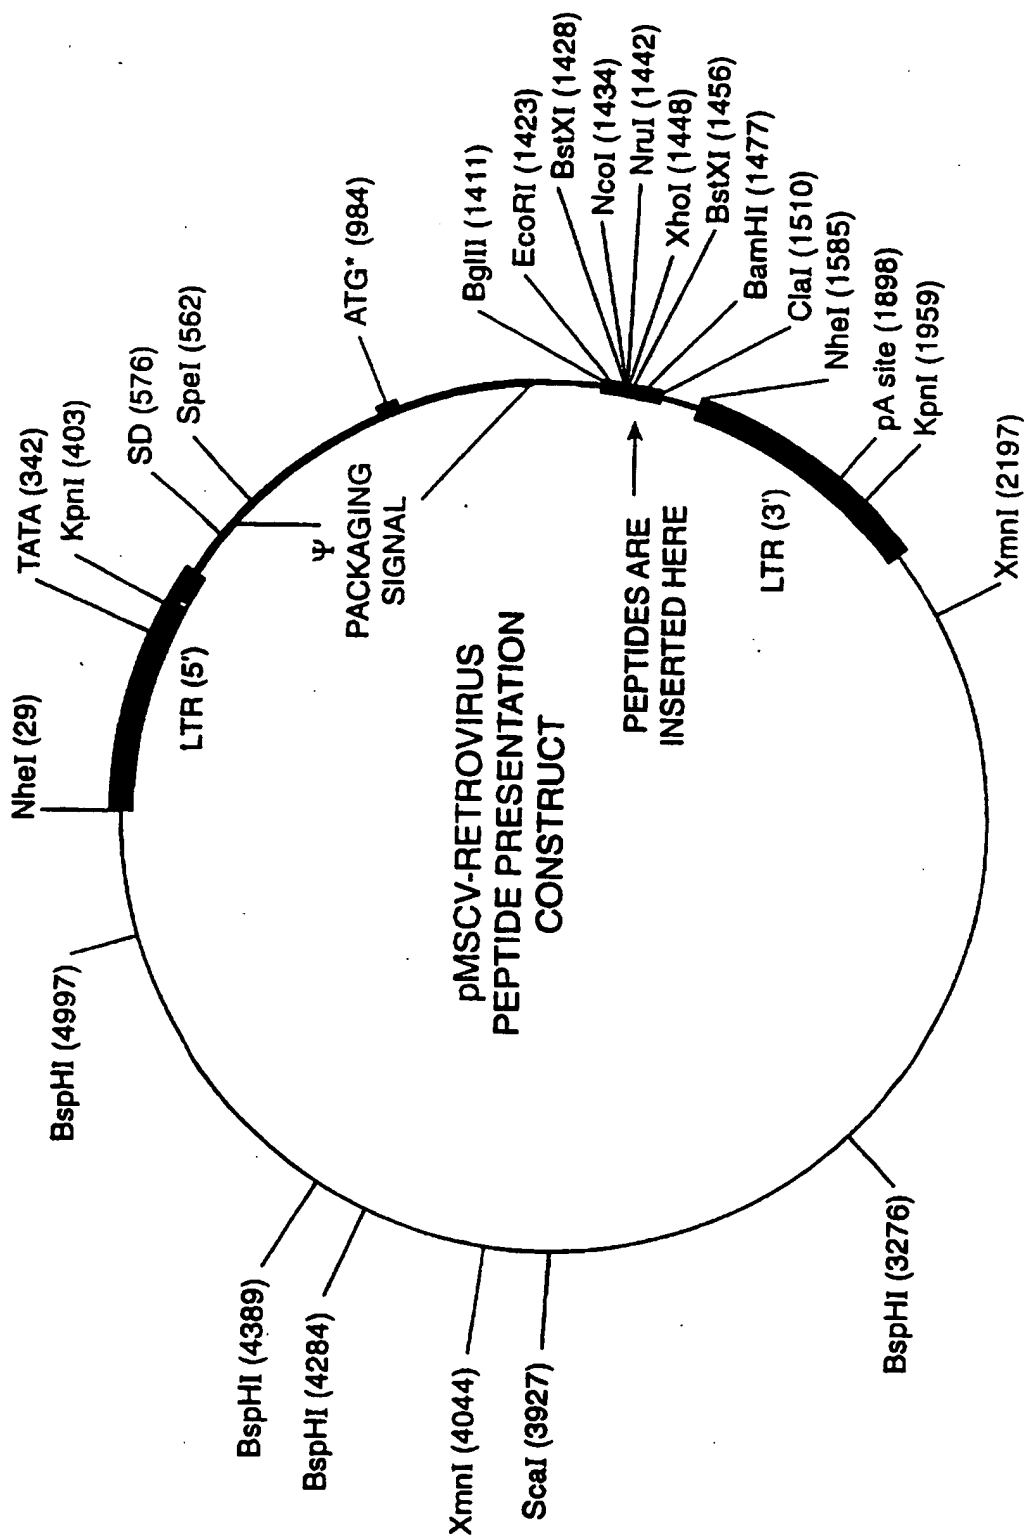 NheI (29)
TATA (342)
KpnI (403)
SD (576)
SpeI (562)
ATG* (984)
BglII (1411)
EcoRI (1423)
BstXI (1428)
NcoI (1434)
NruI (1442)
XhoI (1448)
BstXI (1456)
BamHI (1477)
ClaI (1510)
NheI (1585)
pA site (1898)
KpnI (1959)
XmnI (2197)
BspHI (3276)
ScaI (3927)
XmnI (4044)
BspHI (4284)
BspHI (4389)
BspHI (4997)
LTR (5')
Ψ
PACKAGING
SIGNAL
PEPTIDES ARE
INSERTED HERE
LTR (3')
pMSCV-RETROVIRUS
PEPTIDE PRESENTATION
CONSTRUCT